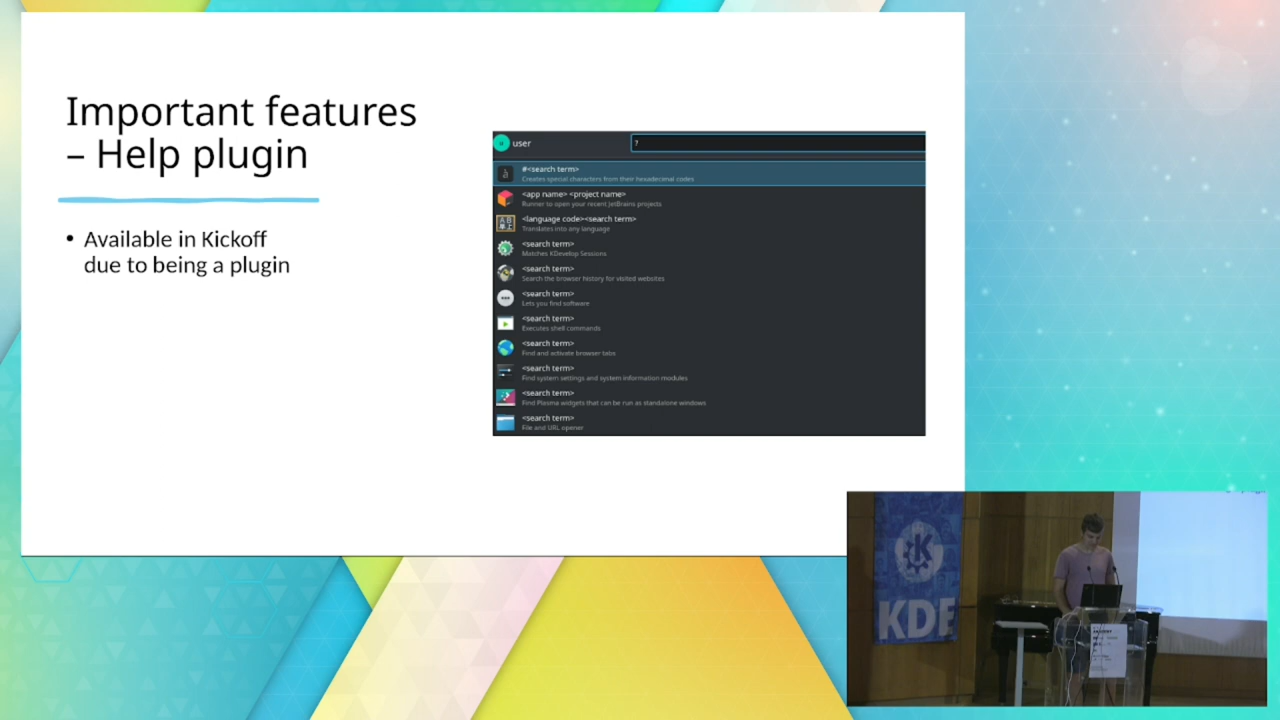 Important features
– Help plugin
• Available in Kickoff
due to being a plugin
u user
?
#<search term>
Creates special characters from their hexadecimal codes
<app name> <project name>
Runner to open your recent JetBrains projects
<language code><search term>
Translates into any language
<search term>
Matches KDevelop Sessions
<search term>
Search the browser history for visited websites
<search term>
Lets you find software
<search term>
Executes shell commands
<search term>
Find and activate browser tabs
<search term>
Find system settings and system information modules
<search term>
Find Plasma widgets that can be run as standalone windows
<search term>
File and URL opener
KDE